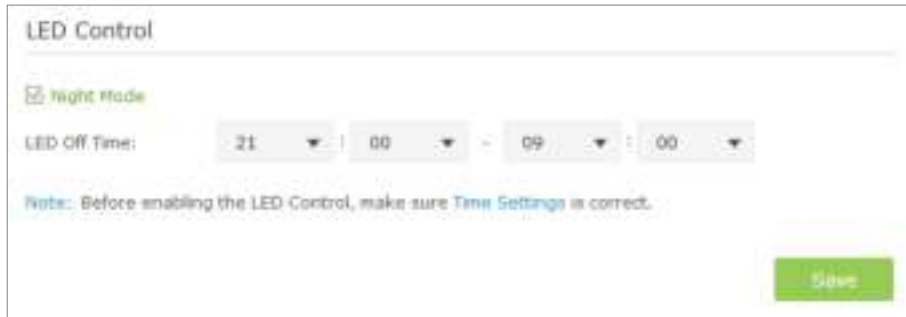 LED Control
Night Mode
LED Off Time: 21 : 00 - 09 : 00
Note: Before enabling the LED Control, make sure Time Settings is correct.
Save